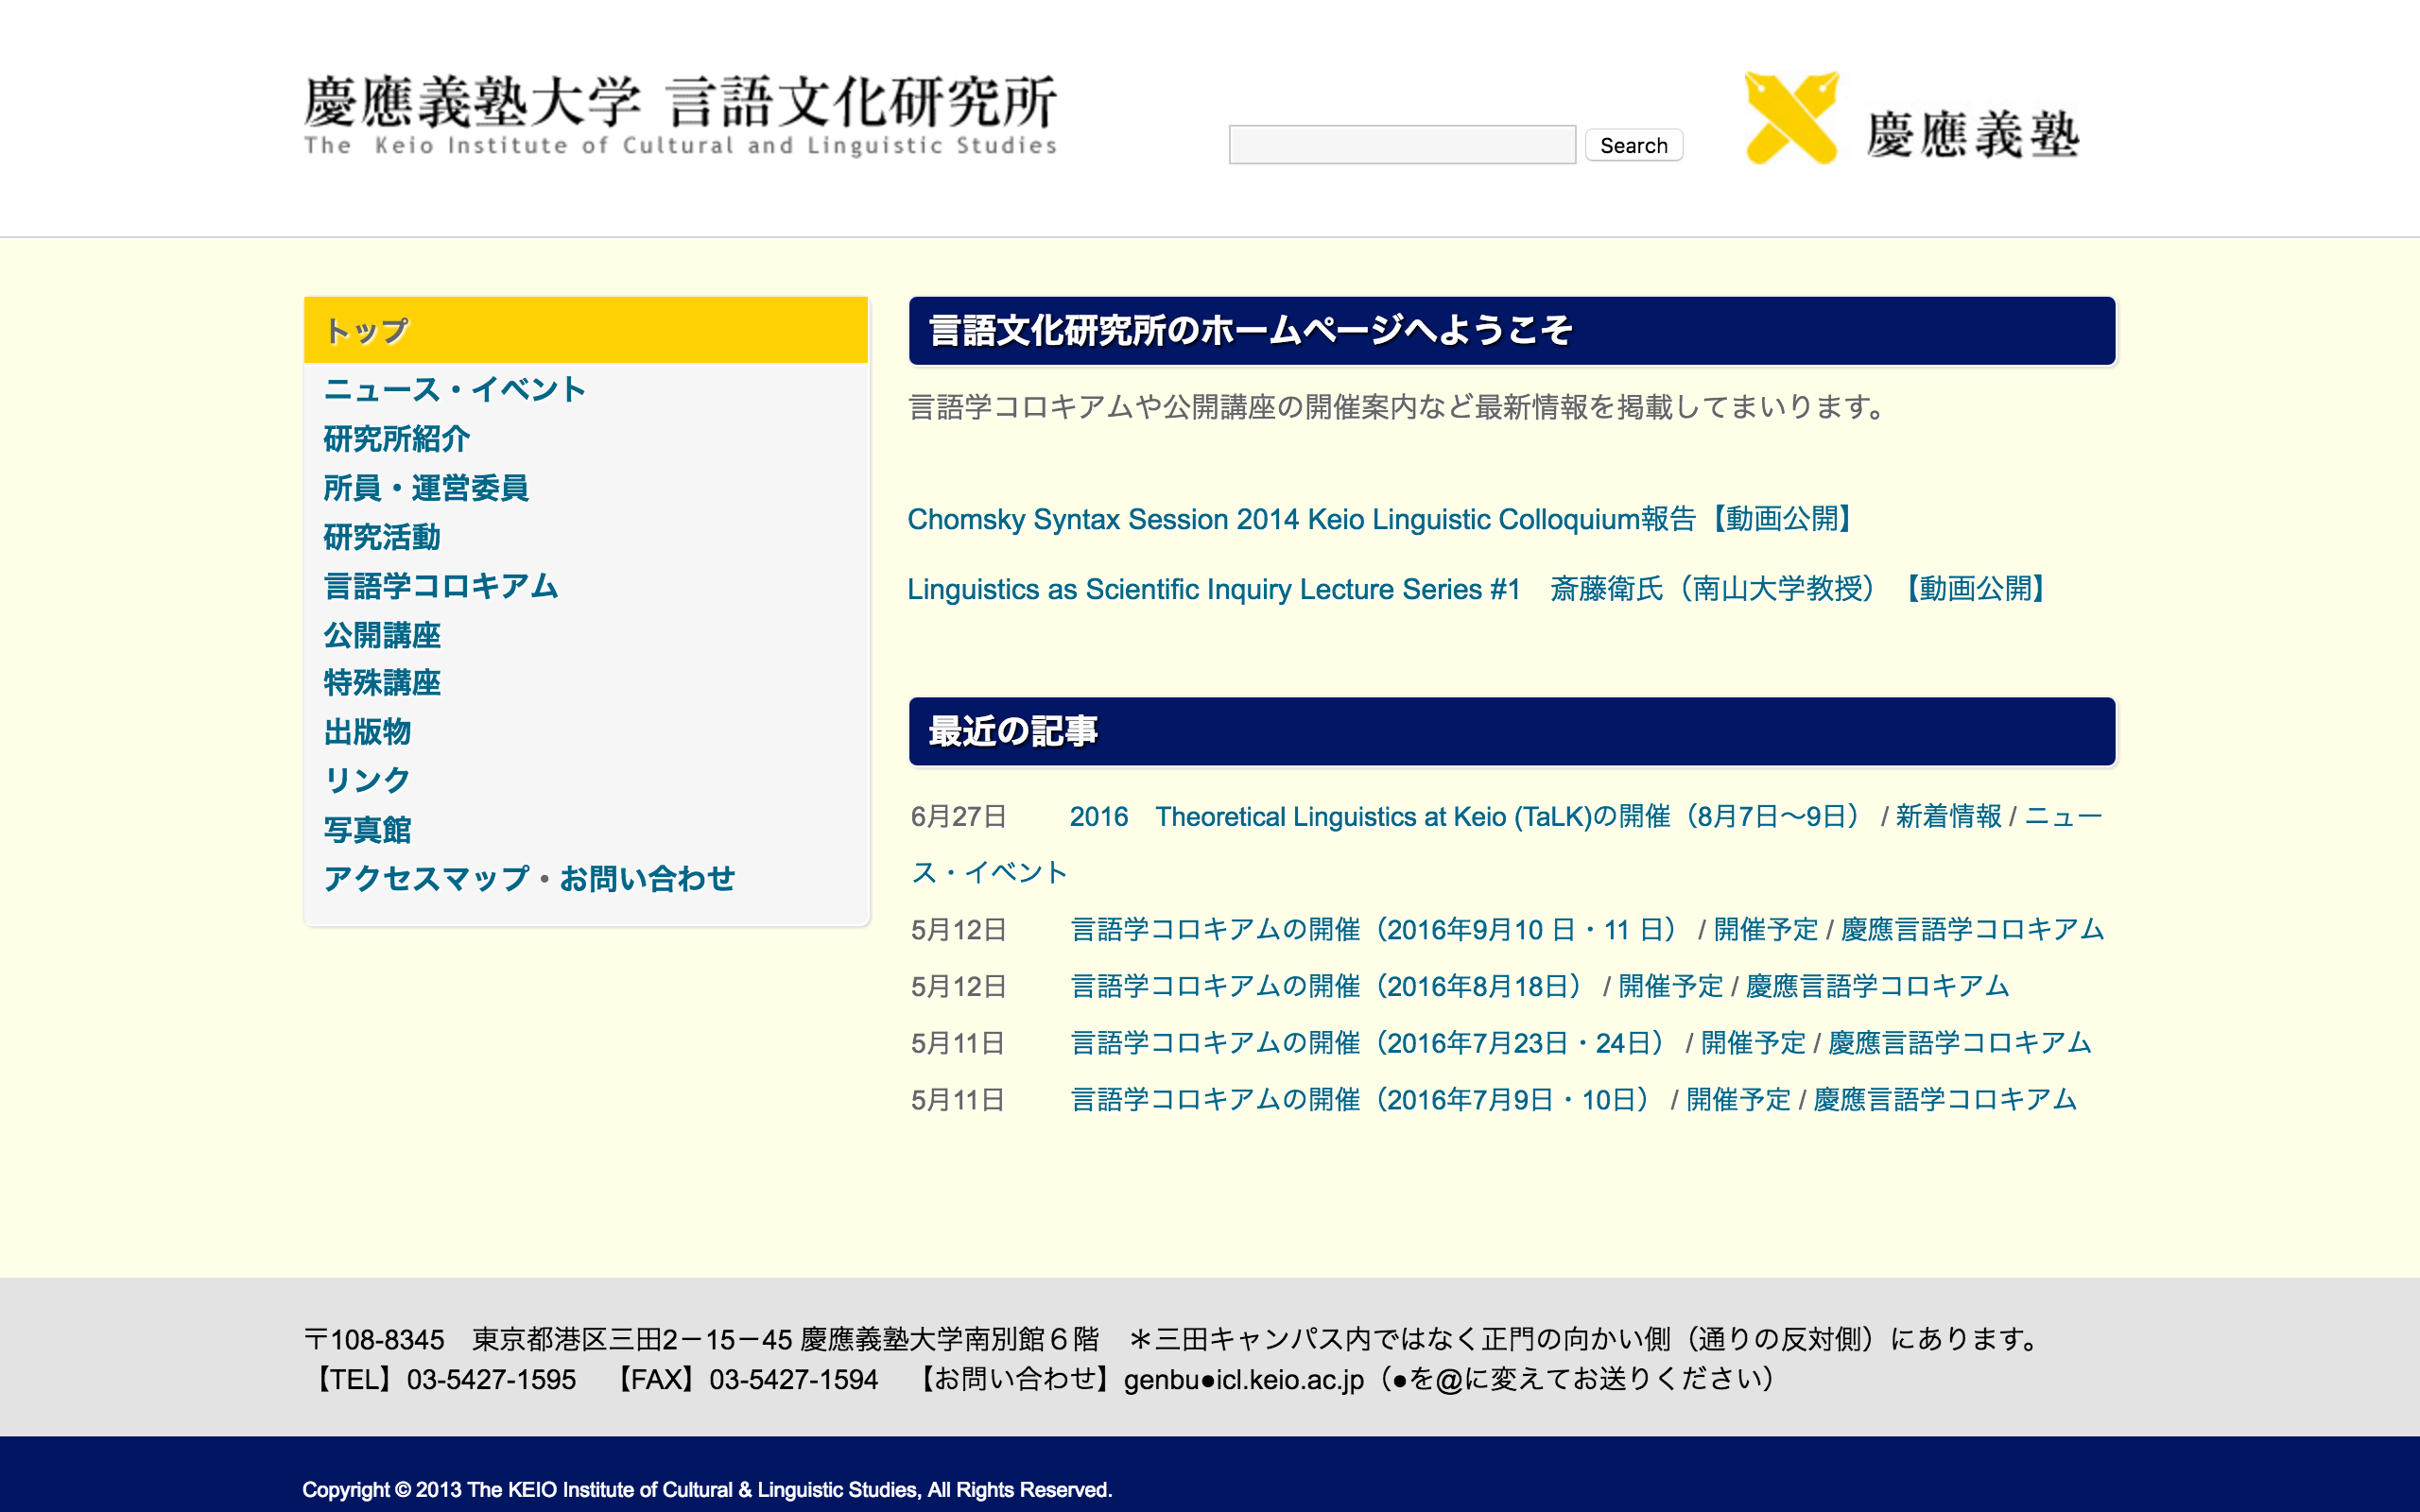 慶應義塾大学 言語文化研究所
The Keio Institute of Cultural and Linguistic Studies
Search
慶應義塾
トップ
ニュース・イベント
研究所紹介
所員・運営委員
研究活動
言語学コロキアム
公開講座
特殊講座
出版物
リンク
写真館
アクセスマップ・お問い合わせ
言語文化研究所のホームページへようこそ
言語学コロキアムや公開講座の開催案内など最新情報を掲載してまいります。
Chomsky Syntax Session 2014 Keio Linguistic Colloquium報告【動画公開】
Linguistics as Scientific Inquiry Lecture Series #1　斎藤衛氏（南山大学教授）【動画公開】
最近の記事
6月27日　　2016　Theoretical Linguistics at Keio (TaLK)の開催（8月7日～9日） / 新着情報 / ニュー
ス・イベント
5月12日　　言語学コロキアムの開催（2016年9月10 日・11 日） / 開催予定 / 慶應言語学コロキアム
5月12日　　言語学コロキアムの開催（2016年8月18日） / 開催予定 / 慶應言語学コロキアム
5月11日　　言語学コロキアムの開催（2016年7月23日・24日） / 開催予定 / 慶應言語学コロキアム
5月11日　　言語学コロキアムの開催（2016年7月9日・10日） / 開催予定 / 慶應言語学コロキアム
〒108-8345　東京都港区三田2－15－45 慶應義塾大学南別館６階　＊三田キャンパス内ではなく正門の向かい側（通りの反対側）にあります。
【TEL】03-5427-1595　【FAX】03-5427-1594　【お問い合わせ】genbu●icl.keio.ac.jp（●を@に変えてお送りください）
Copyright © 2013 The KEIO Institute of Cultural & Linguistic Studies, All Rights Reserved.